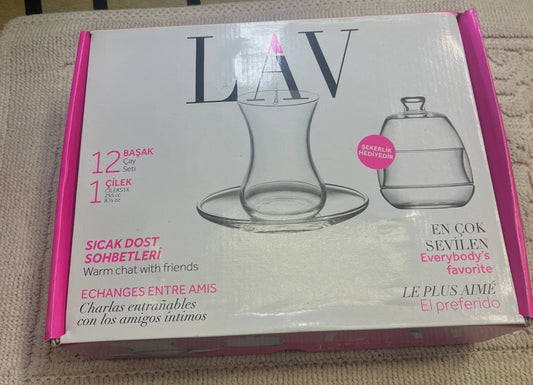 LAV
12 BAŞAK
Çay
Seti
1 ÇİLEK
ŞEKERLİK
HEDİYEDİR
SICAK DOST
SOHBETLERİ
Warm chat with friends
ECHANGES ENTRE AMIS
Charlas entrañables
con los amigos íntimos
EN ÇOK
SEVİLEN
Everybody's
favorite
LE PLUS AIMÉ
El preferido